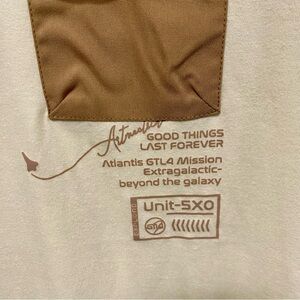 GOOD THINGS
LAST FOREVER
Atlantis GTL4 Mission
Extragalactic-
beyond the galaxy
Unit-5X0